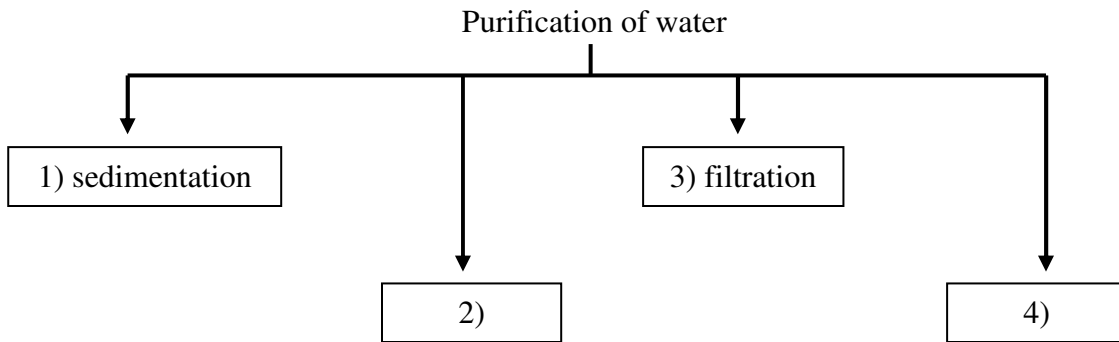 Purification of water
1) sedimentation
3) filtration
2)
4)